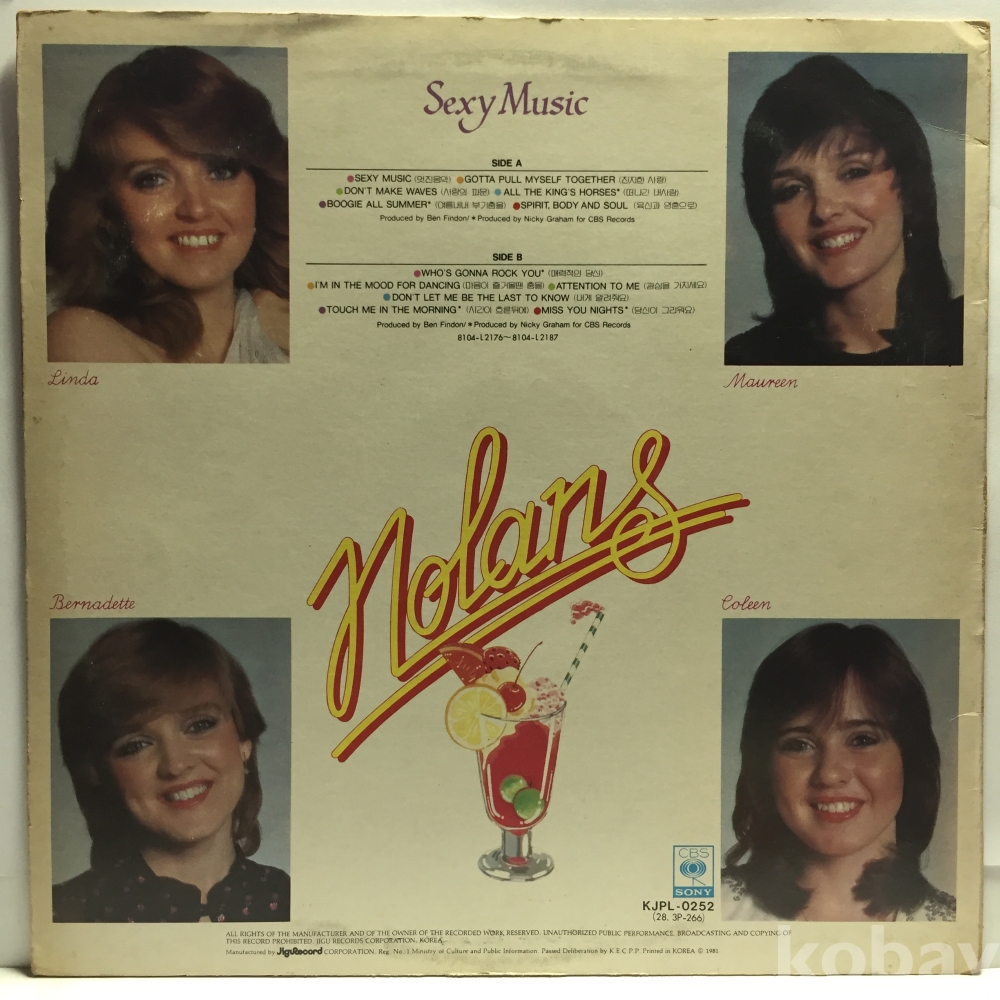 Sexy Music
SIDE A
SEXY MUSIC (멋진음악) GOTTA PULL MYSELF TOGETHER (진지한 사랑)
DON'T MAKE WAVES (사랑의 파문) ALL THE KING'S HORSES* (떠나간 내사랑)
BOOGIE ALL SUMMER* (여름내내 부기춤을) SPIRIT, BODY AND SOUL (육신과 영혼으로)
Produced by Ben Findon/*Produced by Nicky Graham for CBS Records
SIDE B
WHO'S GONNA ROCK YOU* (매력적인 당신)
I'M IN THE MOOD FOR DANCING (마음이 즐거울땐 춤을) ATTENTION TO ME (관심을 가지세요)
DON'T LET ME BE THE LAST TO KNOW (내게 알려줘요)
TOUCH ME IN THE MORNING* (시간이 흐른뒤에) MISS YOU NIGHTS* (당신이 그리워요)
Produced by Ben Findon/*Produced by Nicky Graham for CBS Records
8104-L2176~8104-L2187
Linda
Maureen
Nolans
Bernadette
Coleen
CBS
SONY
KJPL-0252
(28. 3P-266)
ALL RIGHTS OF THE MANUFACTURER AND OF THE OWNER OF THE RECORDED WORK RESERVED. UNAUTHORIZED PUBLIC PERFORMANCE, BROADCASTING AND COPYING OF
THIS RECORD PROHIBITED. JIGU RECORDS CORPORATION, KOREA.
Manufactured by JiguRecord CORPORATION, Reg. No. 1 Ministry of Culture and Public Information. Passed Deliberation by K.E.C.P.P. Printed in KOREA © 1981
kobay